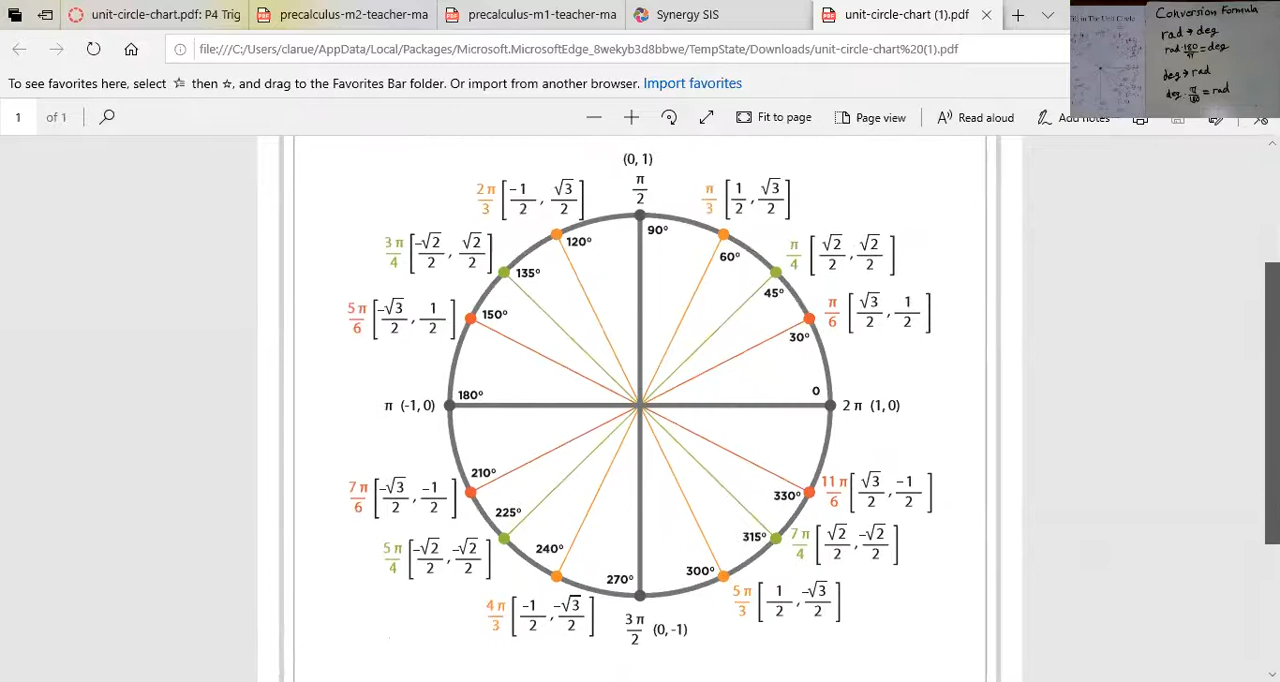 unit-circle-chart.pdf: P4 Trig
precalculus-m2-teacher-ma
precalculus-m1-teacher-ma
Synergy SIS
unit-circle-chart (1).pdf
file:///C:/Users/clarue/AppData/Local/Packages/Microsoft.MicrosoftEdge_8wekyb3d8bbwe/TempState/Downloads/unit-circle-chart%20(1).pdf
To see favorites here, select ☆ then ☆, and drag to the Favorites Bar folder. Or import from another browser. Import favorites
1 of 1
Fit to page
Page view
Read aloud
Add notes
in The Unit Circle
Conversion Formula
rad → deg
rad · 180/π = deg
deg → rad
deg · π/180 = rad
(0, 1)
π/2
90°
2π/3 [-1/2, √3/2]
120°
π/3 [1/2, √3/2]
60°
3π/4 [-√2/2, √2/2]
135°
π/4 [√2/2, √2/2]
45°
5π/6 [-√3/2, 1/2]
150°
π/6 [√3/2, 1/2]
30°
π (-1, 0)
180°
0
2π (1, 0)
210°
7π/6 [-√3/2, -1/2]
330°
11π/6 [√3/2, -1/2]
225°
5π/4 [-√2/2, -√2/2]
315°
7π/4 [√2/2, -√2/2]
240°
4π/3 [-1/2, -√3/2]
300°
5π/3 [1/2, -√3/2]
270°
3π/2 (0, -1)